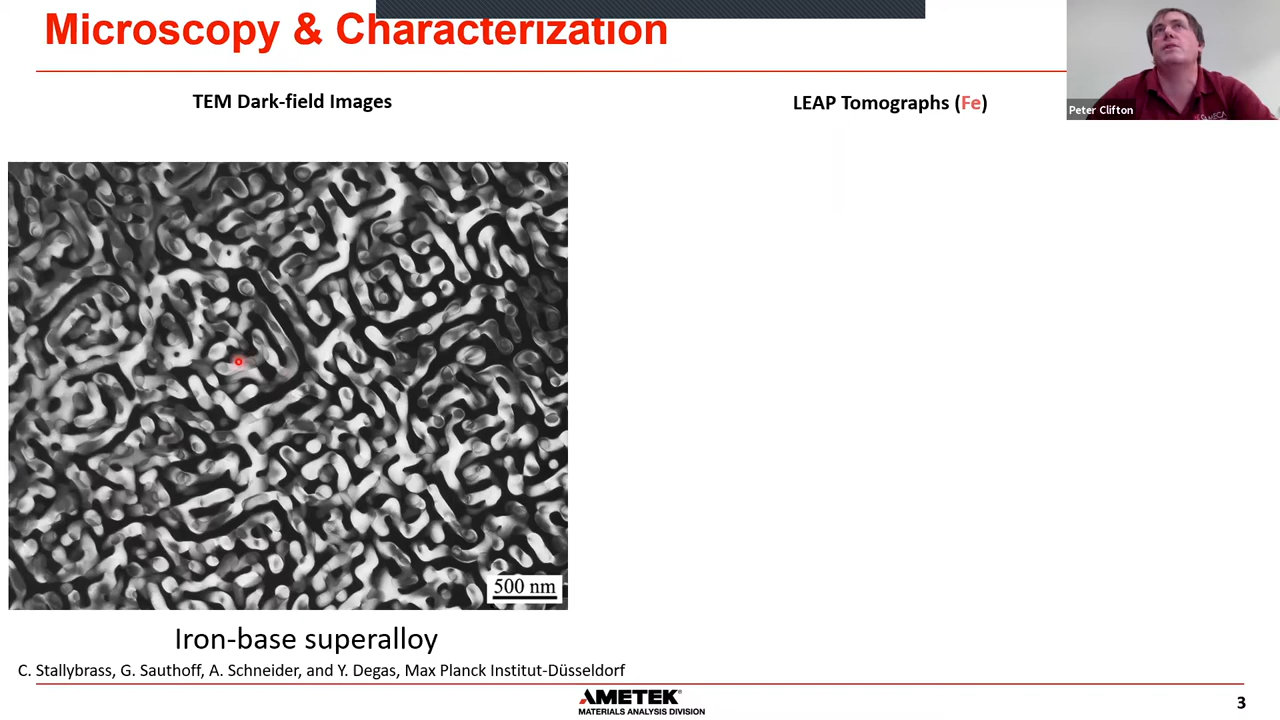 Microscopy & Characterization
TEM Dark-field Images
LEAP Tomographs (Fe)
Peter Clifton
500 nm
Iron-base superalloy
C. Stallybrass, G. Sauthoff, A. Schneider, and Y. Degas, Max Planck Institut-Düsseldorf
AMETEK®
MATERIALS ANALYSIS DIVISION
3